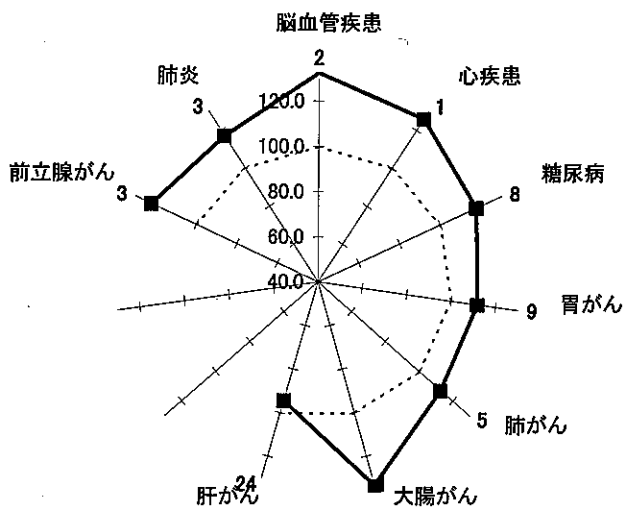 脳血管疾患
2
心疾患
1
糖尿病
8
胃がん
9
肺がん
5
大腸がん
肝がん
24
前立腺がん
3
肺炎
3
120.0
100.0
80.0
60.0
40.0